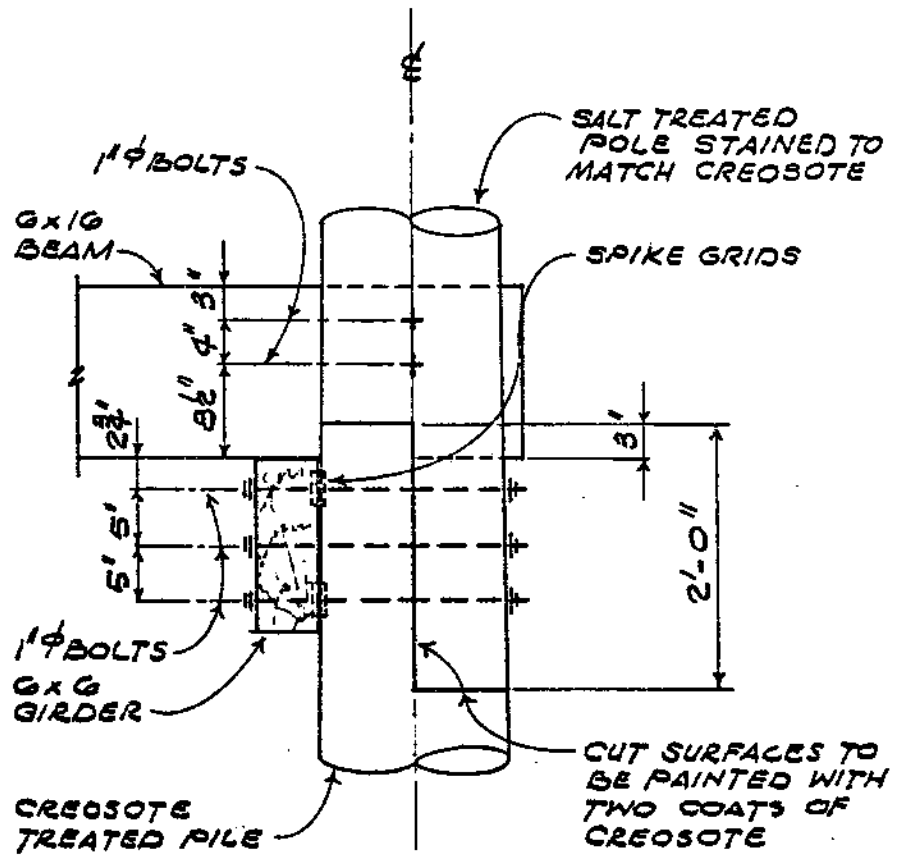 ℄
SALT TREATED
POLE STAINED TO
MATCH CREOSOTE
1"ϕ BOLTS
6x16
BEAM
SPIKE GRIDS
3"
4"
8½"
2¾"
5'
5'
3"
2'-0"
1"ϕ BOLTS
6x6
GIRDER
CREOSOTE
TREATED PILE
CUT SURFACES TO
BE PAINTED WITH
TWO COATS OF
CREOSOTE